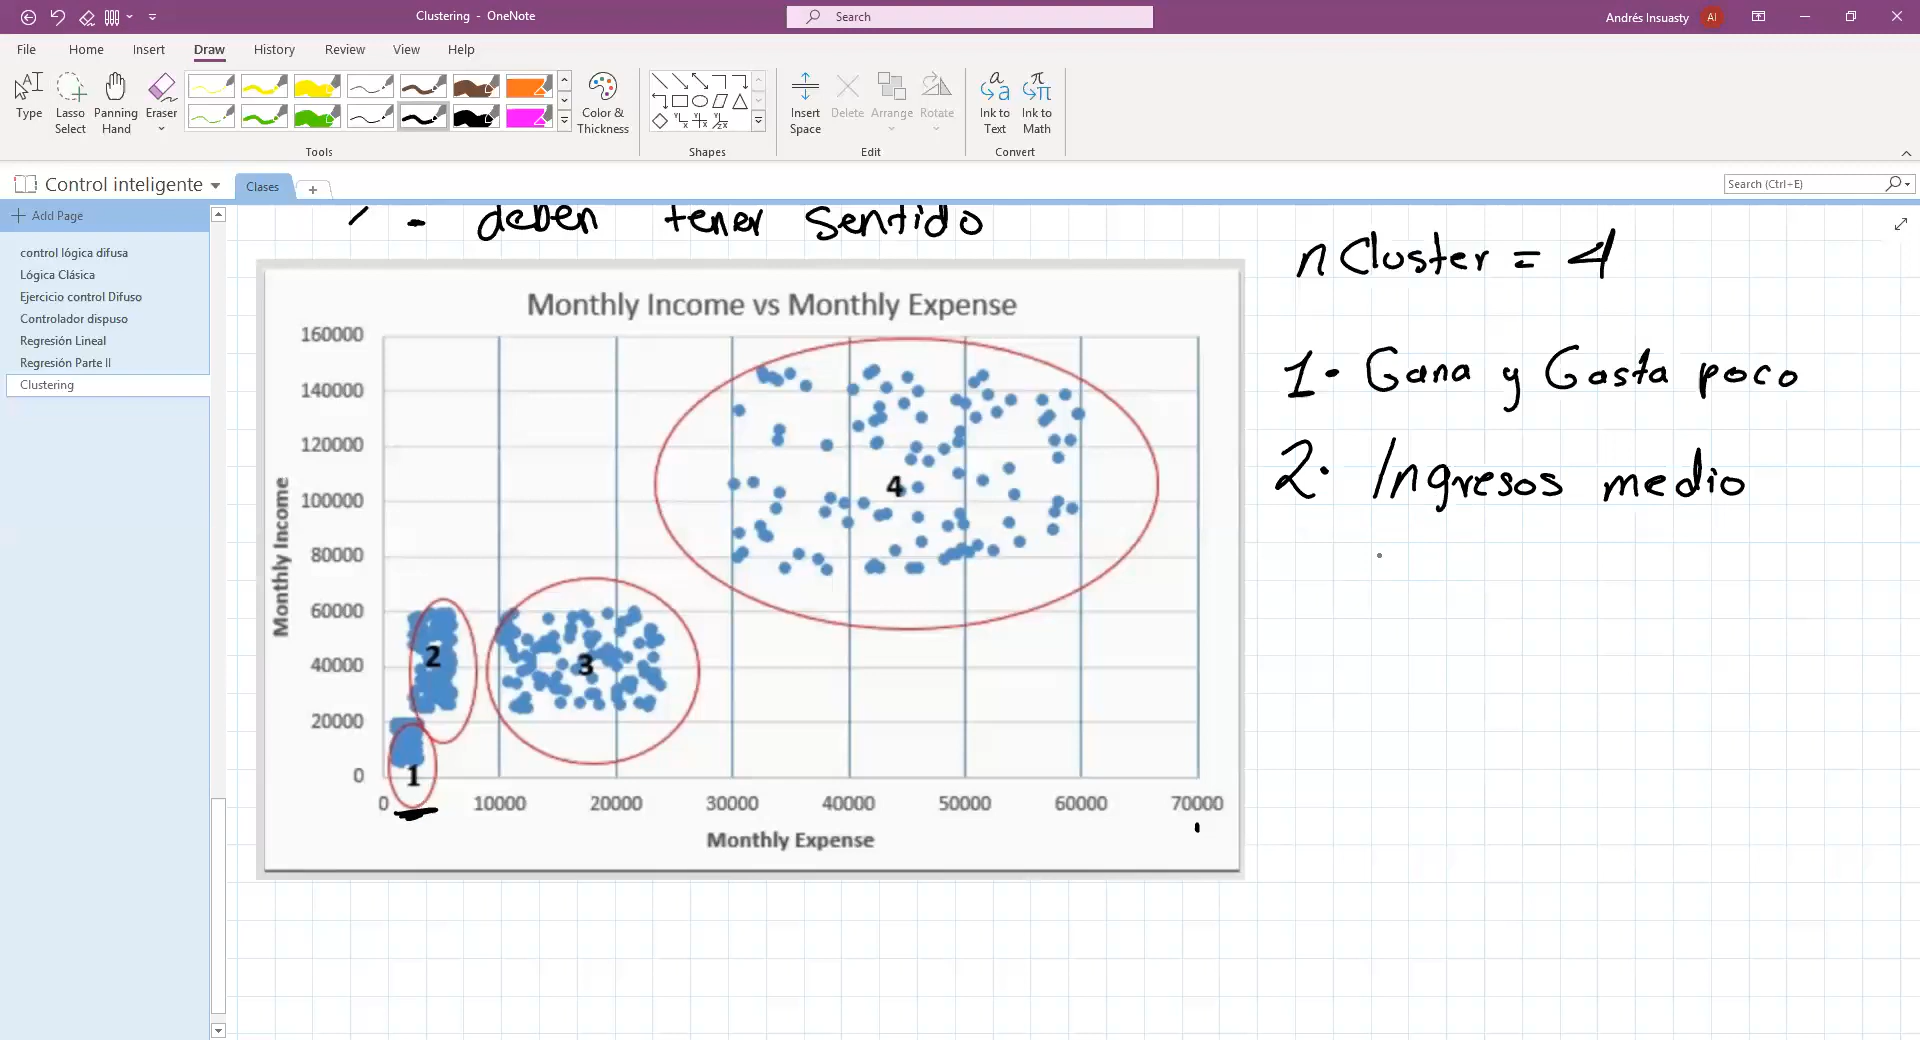 Clustering - OneNote
Search
Andrés Insuasty
AI
File Home Insert Draw History Review View Help
Type
Lasso Select
Panning Hand
Eraser
Color & Thickness
Insert Space
Delete
Arrange
Rotate
Ink to Text
Ink to Math
Tools
Shapes
Edit
Convert
Control inteligente
Clases
Search (Ctrl+E)
Add Page
control lógica difusa
Lógica Clásica
Ejercicio control Difuso
Controlador dispuso
Regresión Lineal
Regresión Parte II
Clustering
- deben tener sentido
Monthly Income vs Monthly Expense
160000
140000
120000
100000
80000
60000
40000
20000
0
Monthly Income
4
2
3
1
0 10000 20000 30000 40000 50000 60000 70000
Monthly Expense
n Cluster = 4
1. Gana y Gasta poco
2. Ingresos medio